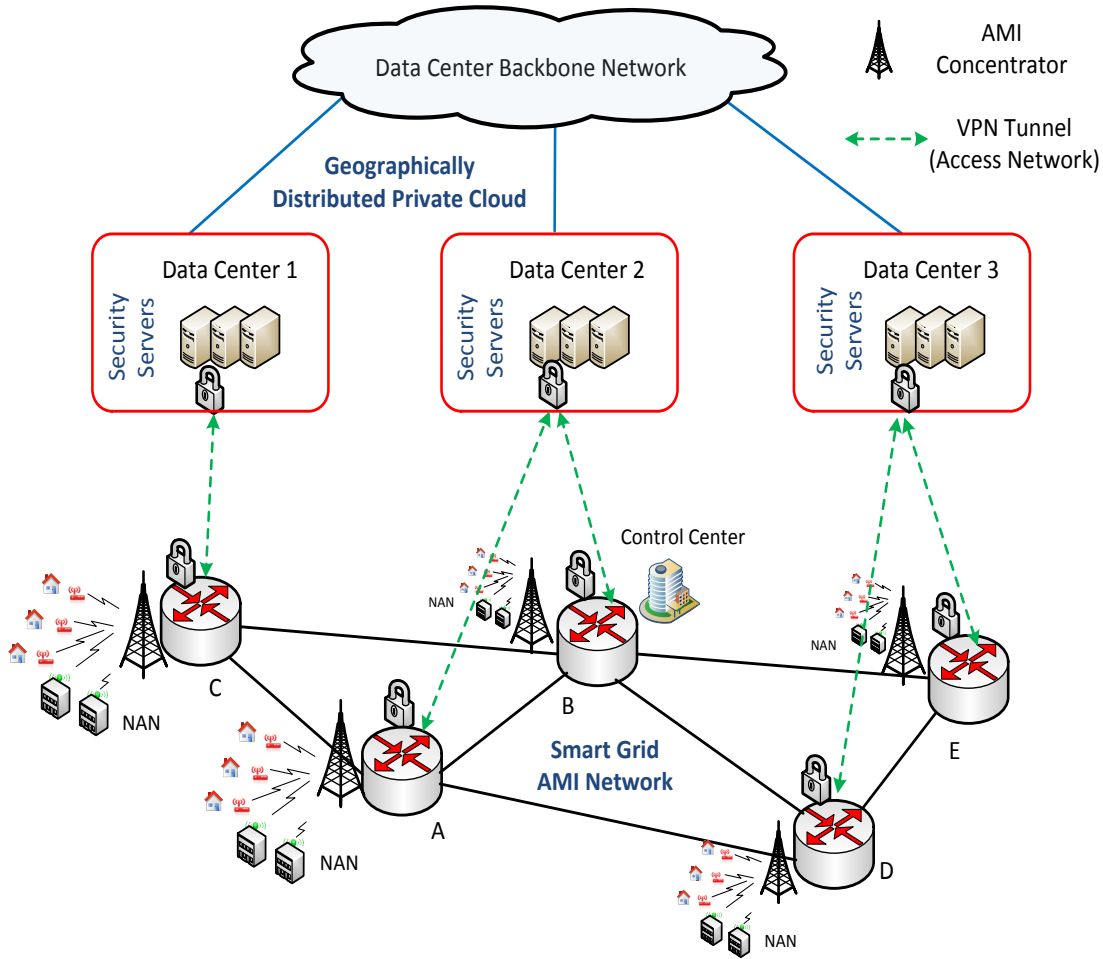 Data Center Backbone Network
AMI
Concentrator
VPN Tunnel
(Access Network)
Geographically
Distributed Private Cloud
Data Center 1
Security
Servers
Data Center 2
Security
Servers
Data Center 3
Security
Servers
Control Center
NAN
NAN
C
NAN
B
E
Smart Grid
AMI Network
A
NAN
D
NAN